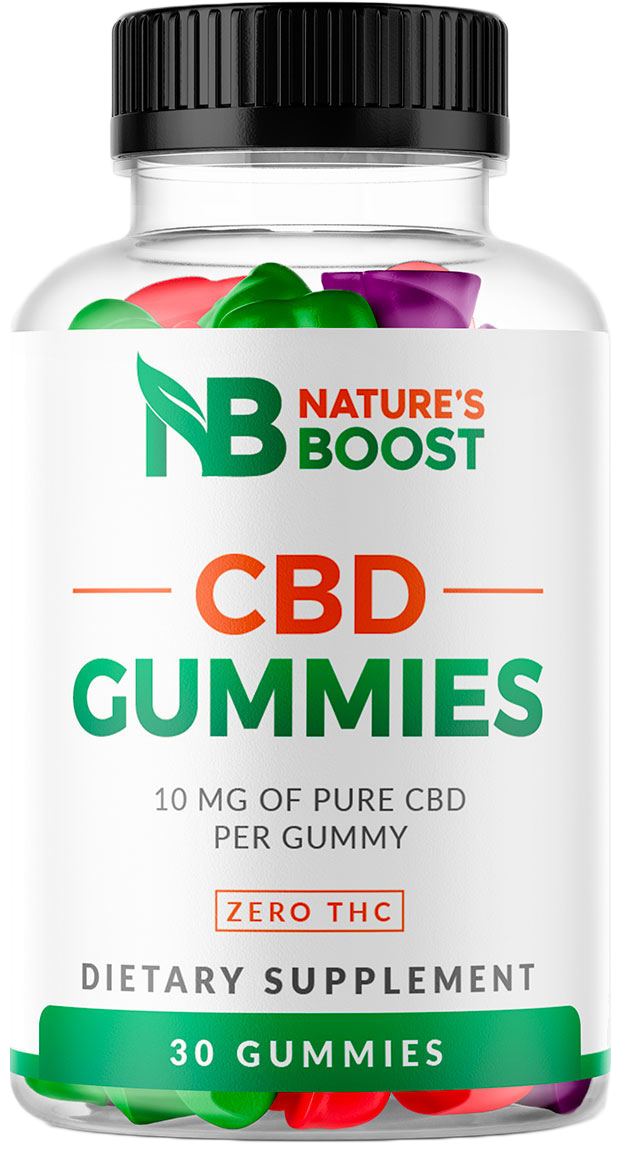 NB NATURE'S
BOOST
CBD
GUMMIES
10 MG OF PURE CBD
PER GUMMY
ZERO THC
DIETARY SUPPLEMENT
30 GUMMIES